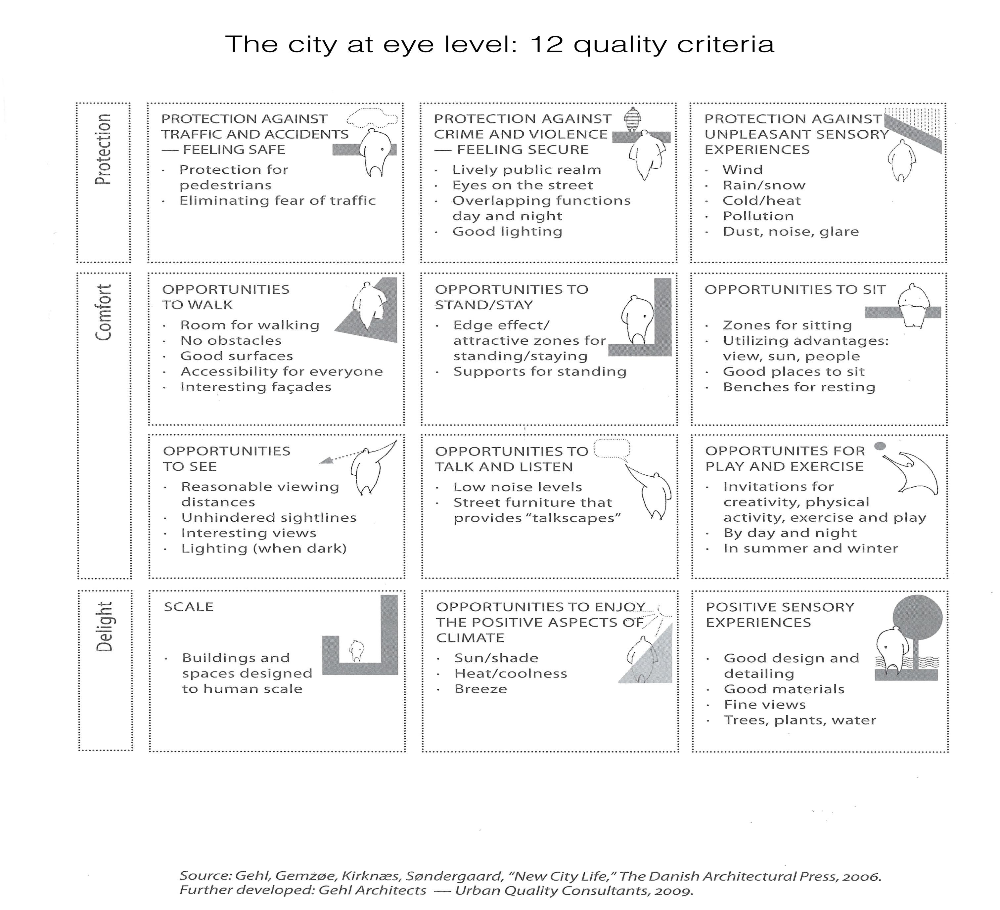 The city at eye level: 12 quality criteria
Protection
PROTECTION AGAINST
TRAFFIC AND ACCIDENTS
— FEELING SAFE
· Protection for
pedestrians
· Eliminating fear of traffic
PROTECTION AGAINST
CRIME AND VIOLENCE
— FEELING SECURE
· Lively public realm
· Eyes on the street
· Overlapping functions
day and night
· Good lighting
PROTECTION AGAINST
UNPLEASANT SENSORY
EXPERIENCES
· Wind
· Rain/snow
· Cold/heat
· Pollution
· Dust, noise, glare
Comfort
OPPORTUNITIES
TO WALK
· Room for walking
· No obstacles
· Good surfaces
· Accessibility for everyone
· Interesting façades
OPPORTUNITIES TO
STAND/STAY
· Edge effect/
attractive zones for
standing/staying
· Supports for standing
OPPORTUNITIES TO SIT
· Zones for sitting
· Utilizing advantages:
view, sun, people
· Good places to sit
· Benches for resting
OPPORTUNITIES
TO SEE
· Reasonable viewing
distances
· Unhindered sightlines
· Interesting views
· Lighting (when dark)
OPPORTUNITIES TO
TALK AND LISTEN
· Low noise levels
· Street furniture that
provides “talkscapes”
OPPORTUNITES FOR
PLAY AND EXERCISE
· Invitations for
creativity, physical
activity, exercise and play
· By day and night
· In summer and winter
Delight
SCALE
· Buildings and
spaces designed
to human scale
OPPORTUNITIES TO ENJOY
THE POSITIVE ASPECTS OF
CLIMATE
· Sun/shade
· Heat/coolness
· Breeze
POSITIVE SENSORY
EXPERIENCES
· Good design and
detailing
· Good materials
· Fine views
· Trees, plants, water
Source: Gehl, Gemzøe, Kirknæs, Søndergaard, “New City Life,” The Danish Architectural Press, 2006.
Further developed: Gehl Architects — Urban Quality Consultants, 2009.